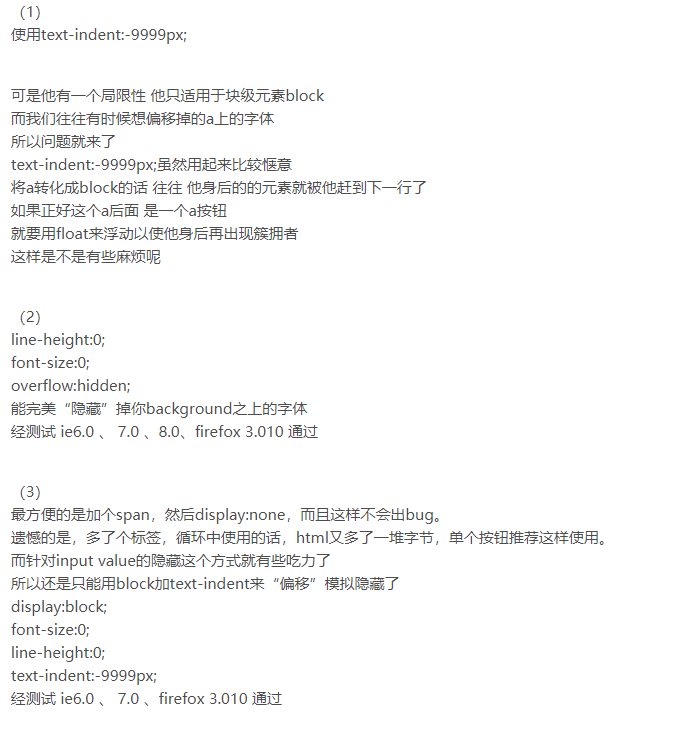 （1）
使用text-indent:-9999px;
可是他有一个局限性 他只适用于块级元素block
而我们往往有时候想偏移掉的a上的字体
所以问题就来了
text-indent:-9999px;虽然用起来比较惬意
将a转化成block的话 往往 他身后的的元素就被他赶到下一行了
如果正好这个a后面 是一个a按钮
就要用float来浮动以使他身后再出现簇拥者
这样是不是有些麻烦呢
（2）
line-height:0;
font-size:0;
overflow:hidden;
能完美“隐藏”掉你background之上的字体
经测试 ie6.0 、 7.0 、8.0、firefox 3.010 通过
（3）
最方便的是加个span，然后display:none，而且这样不会出bug。
遗憾的是，多了个标签，循环中使用的话，html又多了一堆字节，单个按钮推荐这样使用。
而针对input value的隐藏这个方式就有些吃力了
所以还是只能用block加text-indent来“偏移”模拟隐藏了
display:block;
font-size:0;
line-height:0;
text-indent:-9999px;
经测试 ie6.0 、 7.0 、firefox 3.010 通过